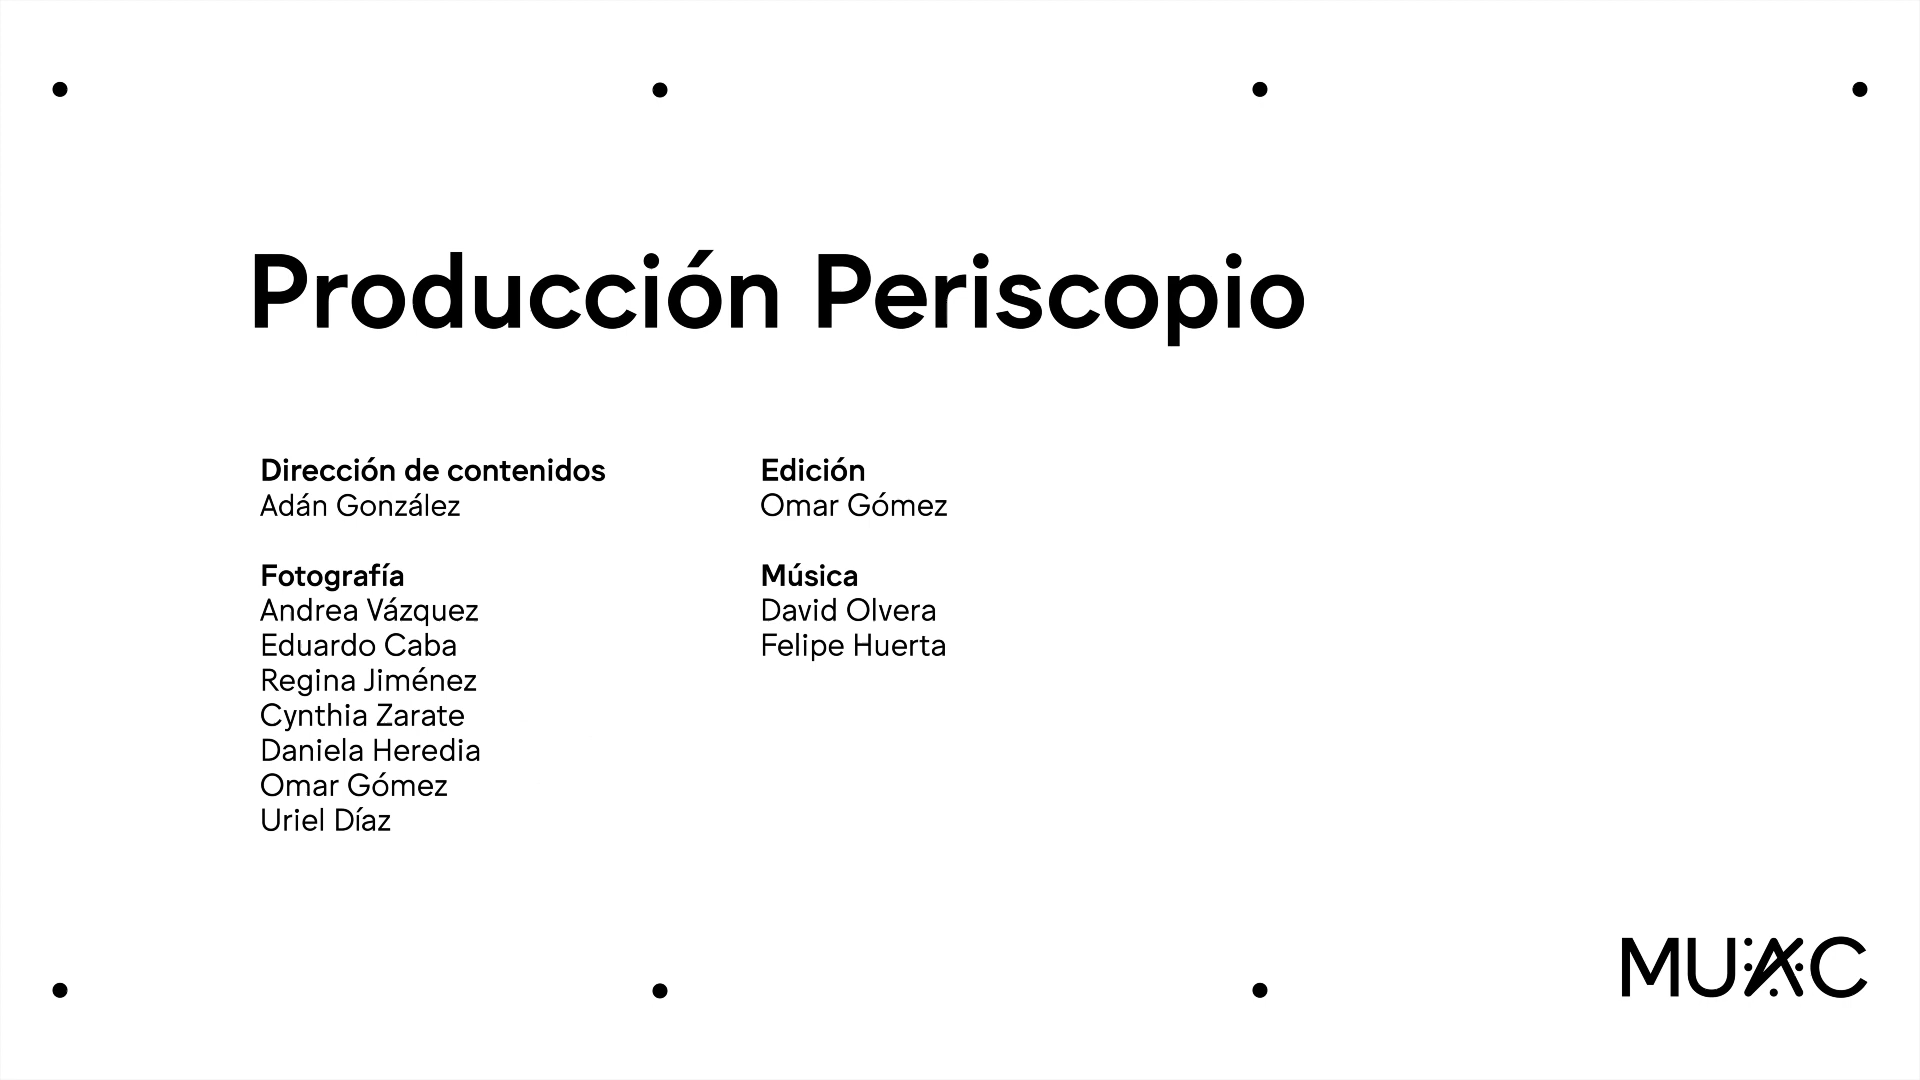 Producción Periscopio
Dirección de contenidos
Adán González
Fotografía
Andrea Vázquez
Eduardo Caba
Regina Jiménez
Cynthia Zarate
Daniela Heredia
Omar Gómez
Uriel Díaz
Edición
Omar Gómez
Música
David Olvera
Felipe Huerta
MUAC